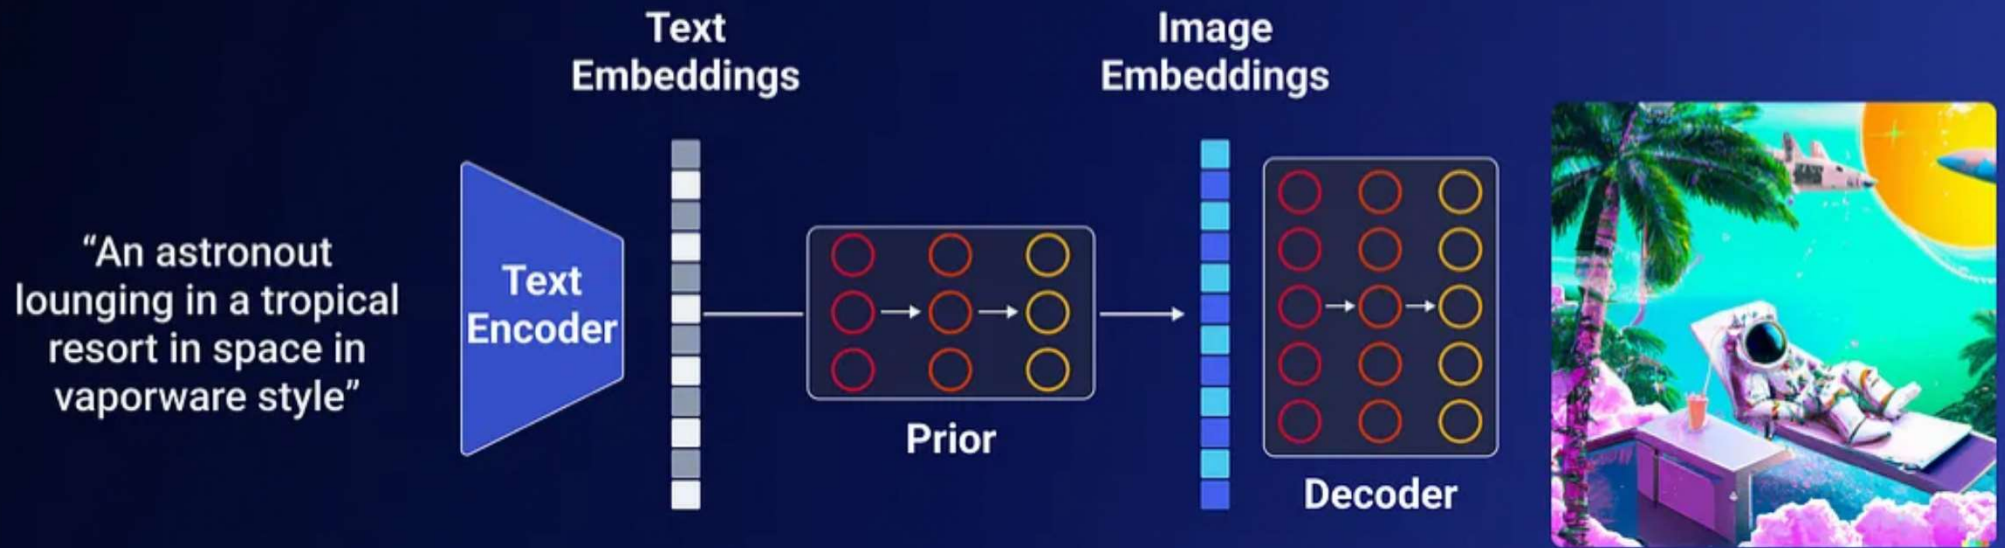 Text
Embeddings
Image
Embeddings
“An astronout
lounging in a tropical
resort in space in
vaporware style”
Text
Encoder
Prior
Decoder